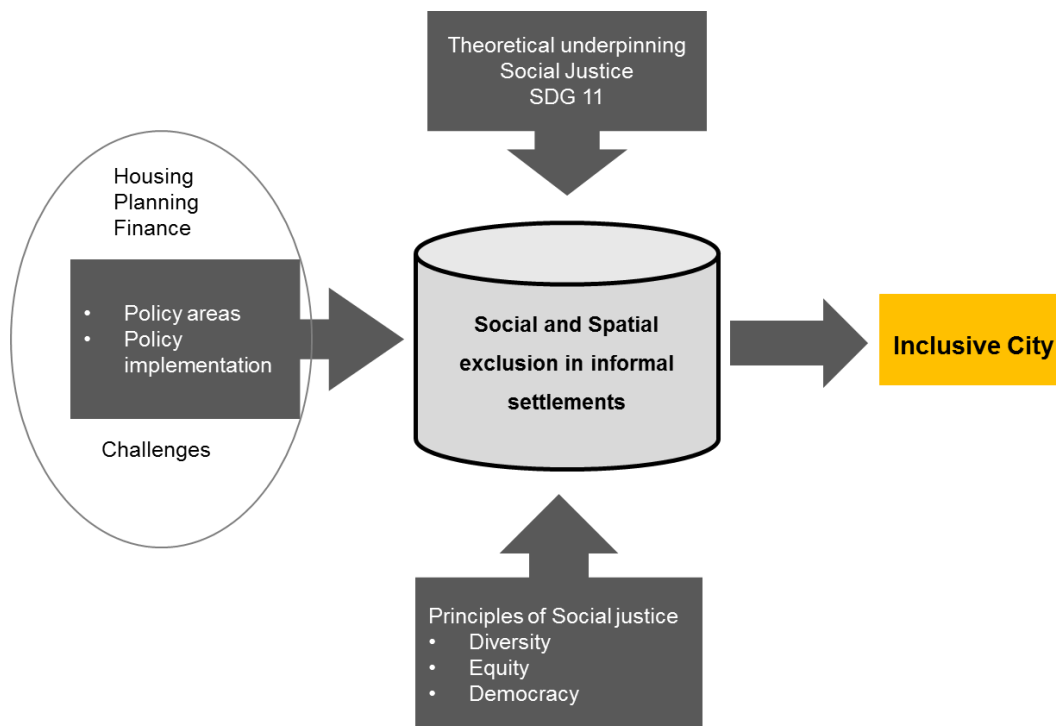 Theoretical underpinning
Social Justice
SDG 11
Housing
Planning
Finance
• Policy areas
• Policy
implementation
Challenges
Social and Spatial
exclusion in informal
settlements
Inclusive City
Principles of Social justice
• Diversity
• Equity
• Democracy